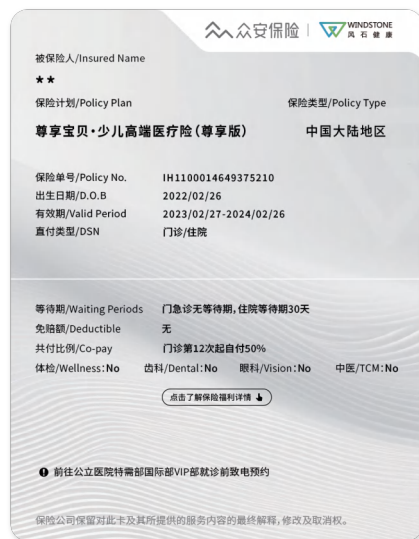 众安保险 | WINDSTONE 风石健康
被保险人/Insured Name
**
保险计划/Policy Plan 保险类型/Policy Type
尊享宝贝·少儿高端医疗险(尊享版) 中国大陆地区
保险单号/Policy No. IH1100014649375210
出生日期/D.O.B 2022/02/26
有效期/Valid Period 2023/02/27-2024/02/26
直付类型/DSN 门诊/住院
等待期/Waiting Periods 门急诊无等待期,住院等待期30天
免赔额/Deductible 无
共付比例/Co-pay 门诊第12次起自付50%
体检/Wellness:No 齿科/Dental:No 眼科/Vision:No 中医/TCM:No
点击了解保险福利详情
前往公立医院特需部国际部VIP部就诊前致电预约
保险公司保留对此卡及其所提供的服务内容的最终解释,修改及取消权。